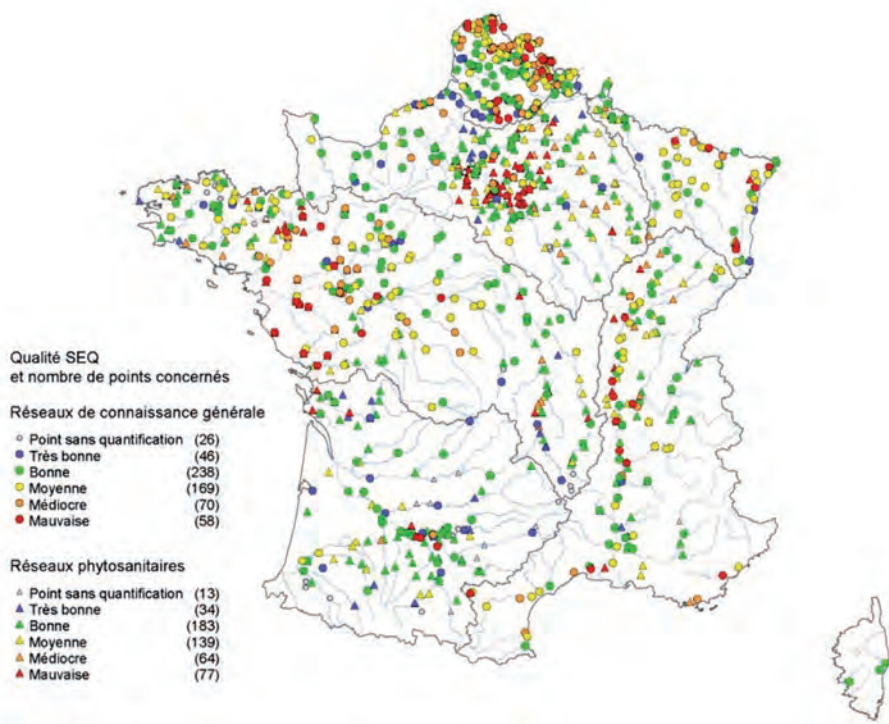 Qualité SEQ
et nombre de points concernés
Réseaux de connaissance générale
Point sans quantification (26)
Très bonne (46)
Bonne (238)
Moyenne (169)
Médiocre (70)
Mauvaise (58)
Réseaux phytosanitaires
Point sans quantification (13)
Très bonne (34)
Bonne (183)
Moyenne (139)
Médiocre (64)
Mauvaise (77)